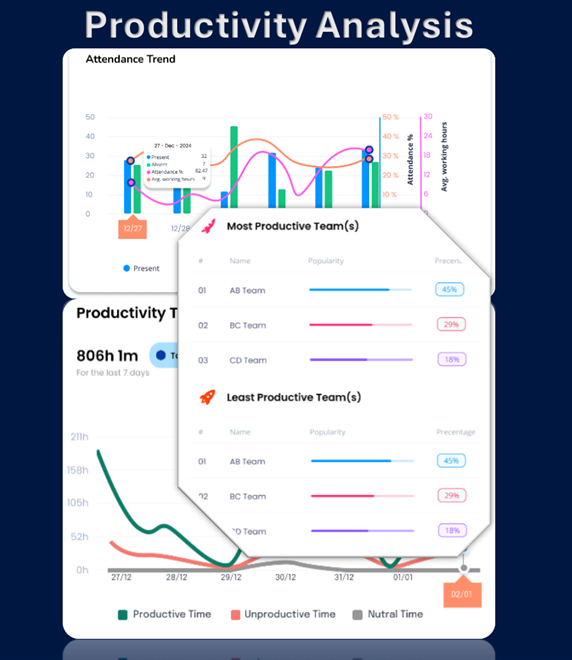 Productivity Analysis
Attendance Trend
50
40
30
20
10
0
50 %
40 %
30 %
20 %
10 %
30
24
18
12
6
Attendance %
Avg. working hours
27 - Dec - 2024
Present 32
Absent 7
Attendance % 82.47
Avg. working hours 9
12/27
12/28
Present
Most Productive Team(s)
# Name Popularity Precen
01 AB Team 45%
02 BC Team 29%
03 CD Team 18%
Least Productive Team(s)
# Name Popularity Precentage
01 AB Team 45%
02 BC Team 29%
CD Team 18%
Productivity T
806h 1m
For the last 7 days
211h
158h
105h
52h
0h
27/12 28/12 29/12 30/12 31/12 01/01
02/01
Productive Time Unproductive Time Nutral Time